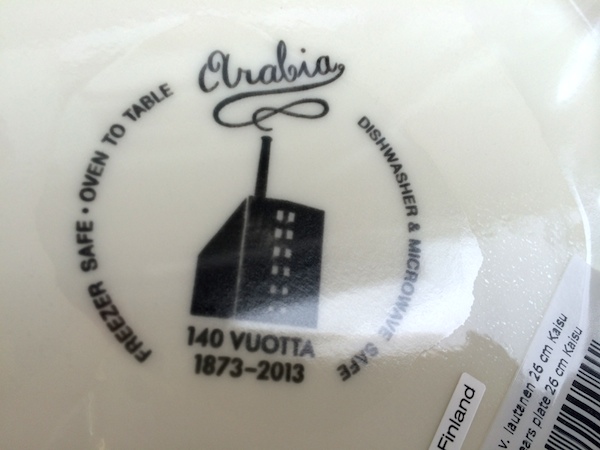 Arabia
FREEZER SAFE • OVEN TO TABLE
DISHWASHER & MICROWAVE SAFE
140 VUOTTA
1873-2013
Finland
v. lautanen 26 cm Kaisu
ears plate 26 cm Kaisu